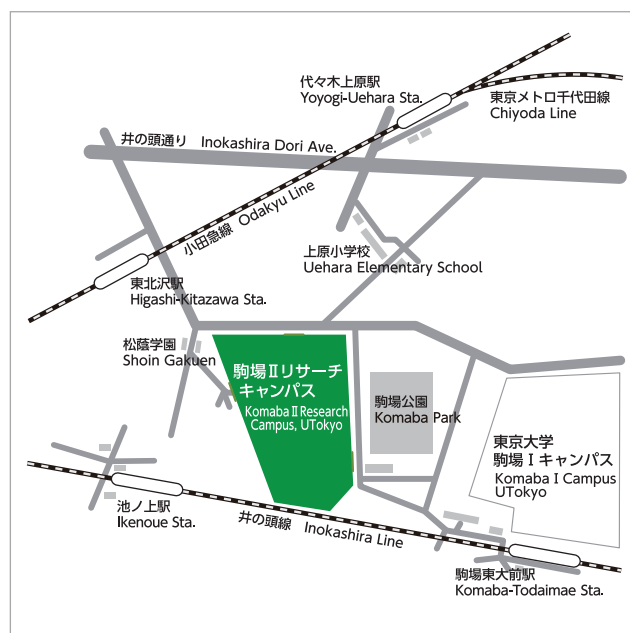 代々木上原駅
Yoyogi-Uehara Sta.
東京メトロ千代田線
Chiyoda Line
井の頭通り Inokashira Dori Ave.
小田急線 Odakyu Line
上原小学校
Uehara Elementary School
東北沢駅
Higashi-Kitazawa Sta.
松蔭学園
Shoin Gakuen
駒場Ⅱリサーチ
キャンパス
Komaba Ⅱ Research
Campus, UTokyo
駒場公園
Komaba Park
東京大学
駒場Ⅰキャンパス
Komaba Ⅰ Campus
UTokyo
池ノ上駅
Ikenoue Sta.
井の頭線 Inokashira Line
駒場東大前駅
Komaba-Todaimae Sta.